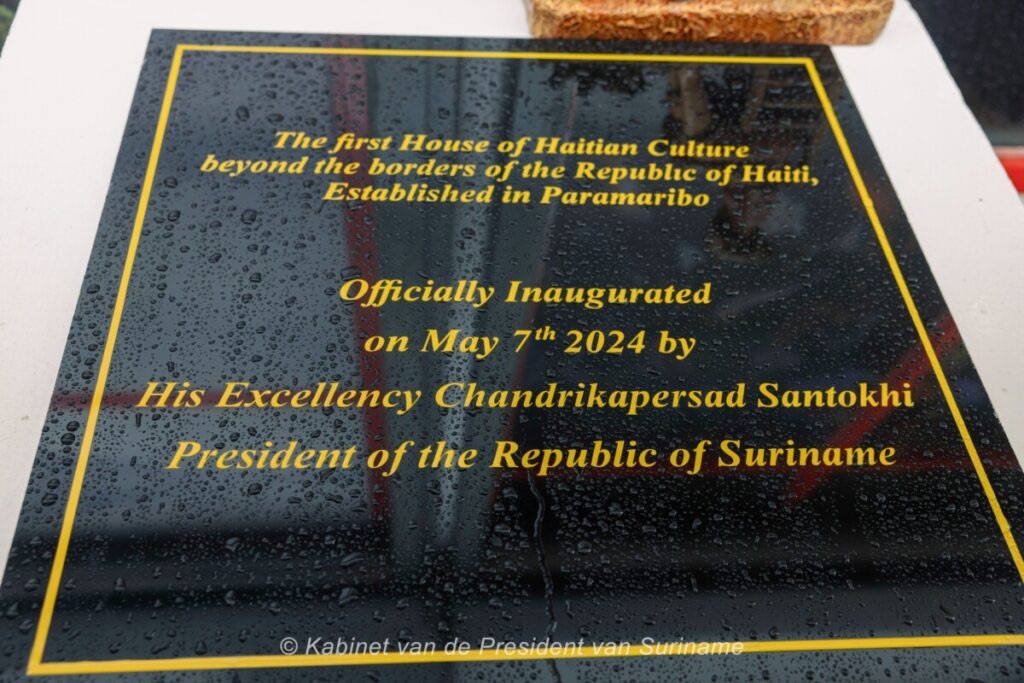 The first House of Haitian Culture
beyond the borders of the Republic of Haiti,
Established in Paramaribo
Officially Inaugurated
on May 7th 2024 by
His Excellency Chandrikapersad Santokhi
President of the Republic of Suriname
© Kabinet van de President van Suriname